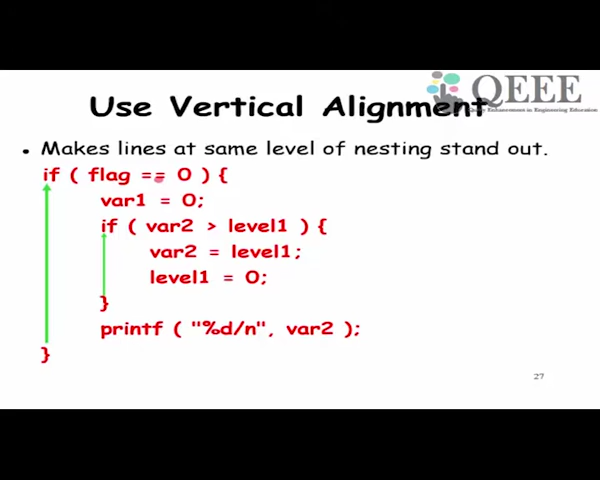 QEEE
Quality Enhancement in Engineering Education
Use Vertical Alignment
• Makes lines at same level of nesting stand out.
if ( flag == 0 ) {
var1 = 0;
if ( var2 > level1 ) {
var2 = level1;
level1 = 0;
}
printf ( "%d/n", var2 );
}
27